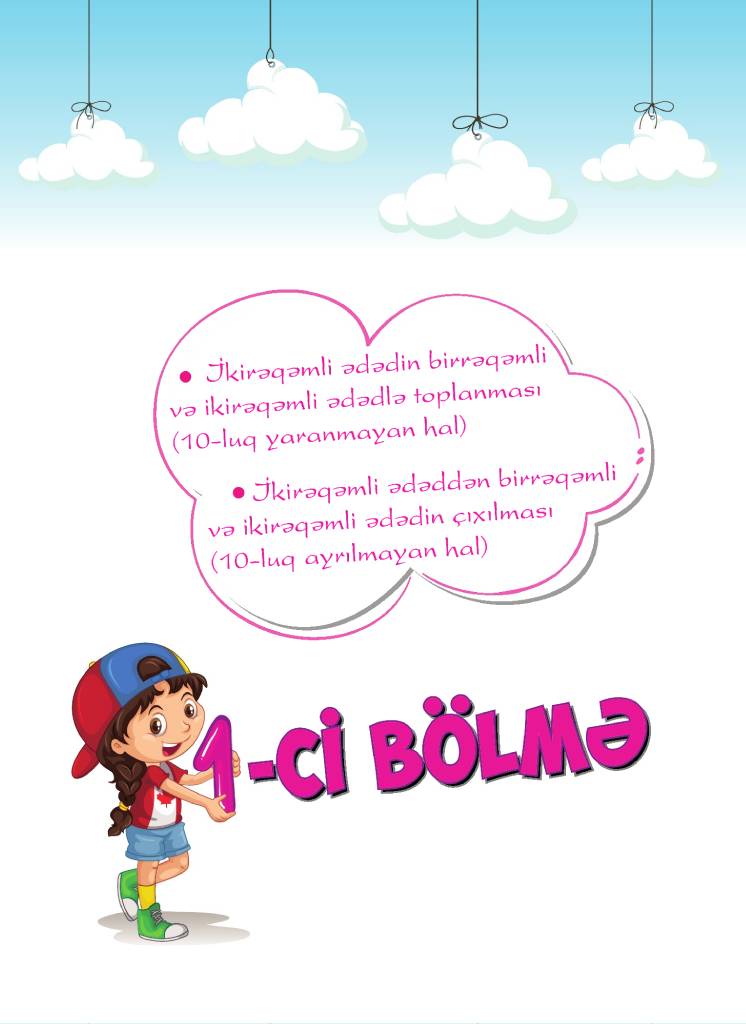 ● İkirəqəmli ədədin birrəqəmli
və ikirəqəmli ədədlə toplanması
(10-luq yaranmayan hal)
● İkirəqəmli ədəddən birrəqəmli
və ikirəqəmli ədədin çıxılması
(10-luq ayrılmayan hal)
1-Cİ BÖLMƏ